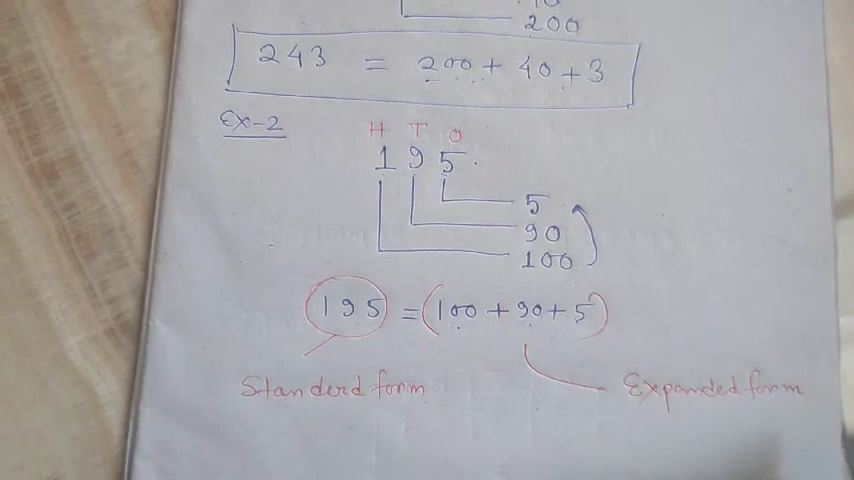 200
243 = 200 + 40 + 3
Ex-2
H T O
1 9 5
5
90
100
195 = (100 + 90 + 5)
Standerd form
Expanded form